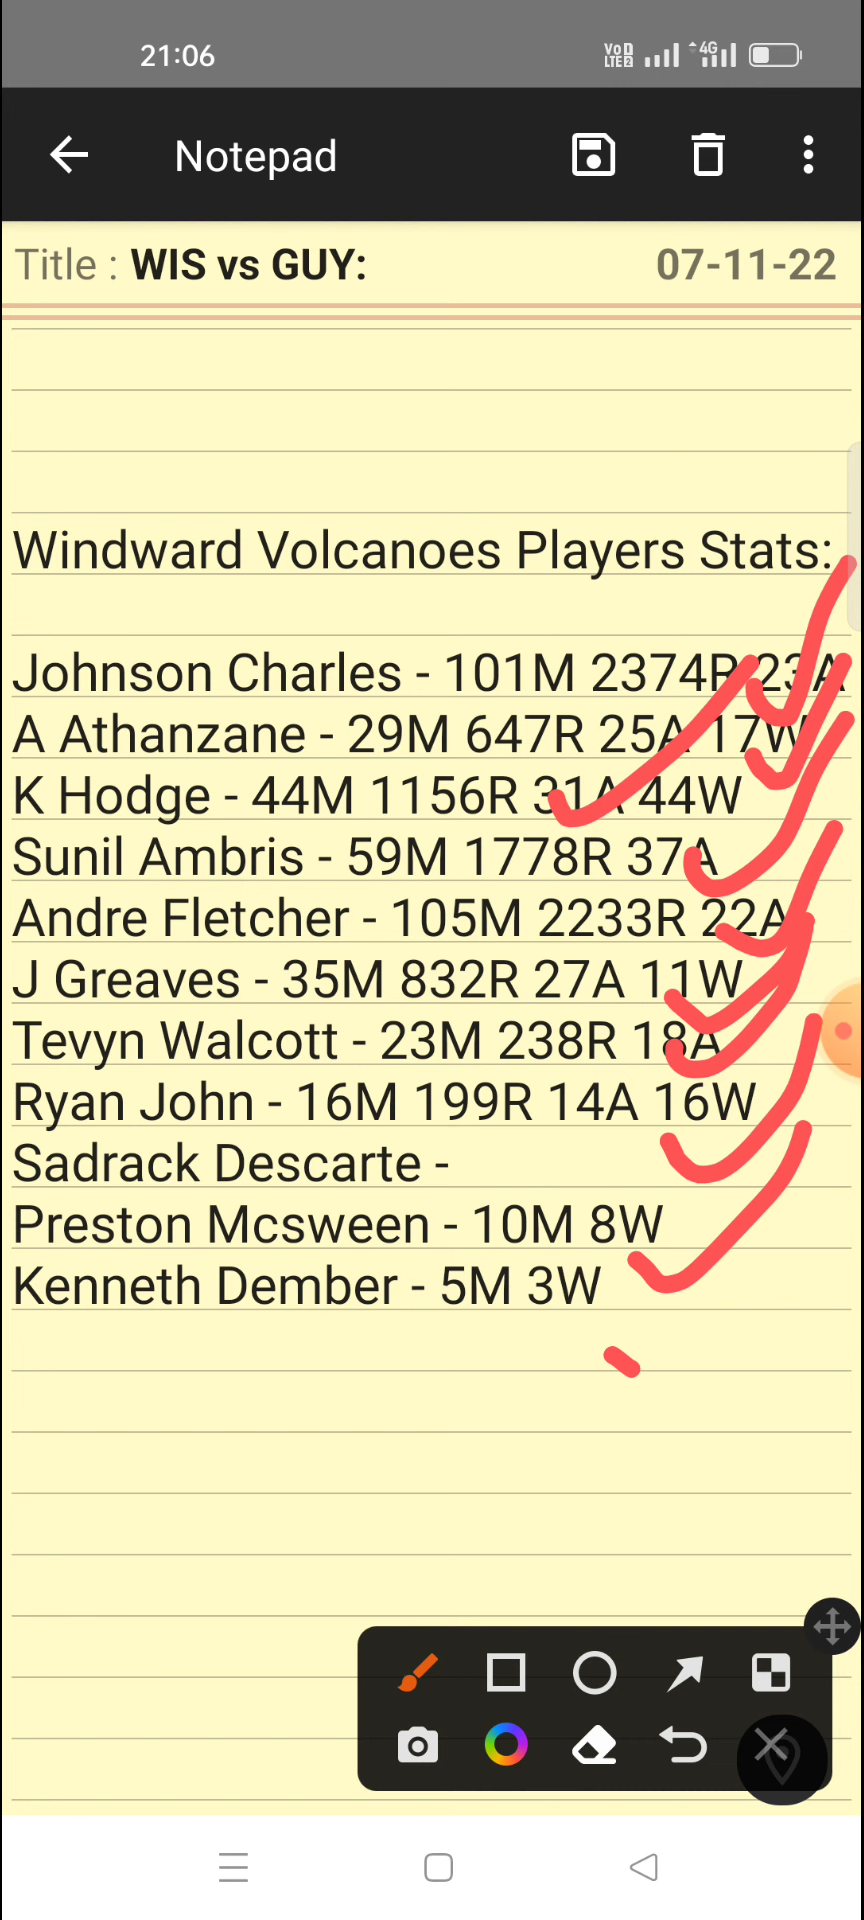 21:06
VoD
LTE2
4G
Notepad
Title : WIS vs GUY:
07-11-22
Windward Volcanoes Players Stats:
Johnson Charles - 101M 2374R 23A
A Athanzane - 29M 647R 25A 17W
K Hodge - 44M 1156R 31A 44W
Sunil Ambris - 59M 1778R 37A
Andre Fletcher - 105M 2233R 22A
J Greaves - 35M 832R 27A 11W
Tevyn Walcott - 23M 238R 18A
Ryan John - 16M 199R 14A 16W
Sadrack Descarte -
Preston Mcsween - 10M 8W
Kenneth Dember - 5M 3W